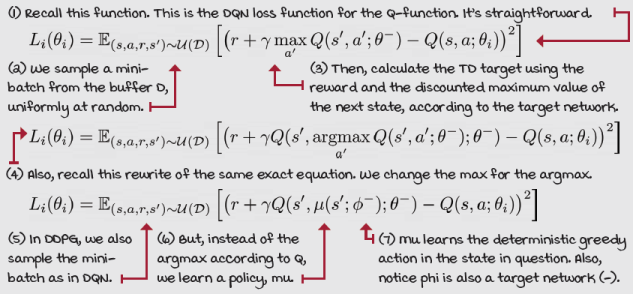 (1) Recall this function. This is the DQN loss function for the Q-function. It's straightforward.
L_i(θ_i) = 𝔼_{(s,a,r,s')∼𝒰(𝒟)} [(r + γ max_{a'} Q(s', a'; θ^−) − Q(s, a; θ_i))^2]
(2) We sample a mini-
batch from the buffer D,
uniformly at random.
(3) Then, calculate the TD target using the
reward and the discounted maximum value of
the next state, according to the target network.
L_i(θ_i) = 𝔼_{(s,a,r,s')∼𝒰(𝒟)} [(r + γQ(s', argmax_{a'} Q(s', a'; θ^−); θ^−) − Q(s, a; θ_i))^2]
(4) Also, recall this rewrite of the same exact equation. We change the max for the argmax.
L_i(θ_i) = 𝔼_{(s,a,r,s')∼𝒰(𝒟)} [(r + γQ(s', μ(s'; ϕ^−); θ^−) − Q(s, a; θ_i))^2]
(5) In DDPG, we also
sample the mini-
batch as in DQN.
(6) But, instead of the
argmax according to Q,
we learn a policy, mu.
(7) mu learns the deterministic greedy
action in the state in question. Also,
notice phi is also a target network (-).